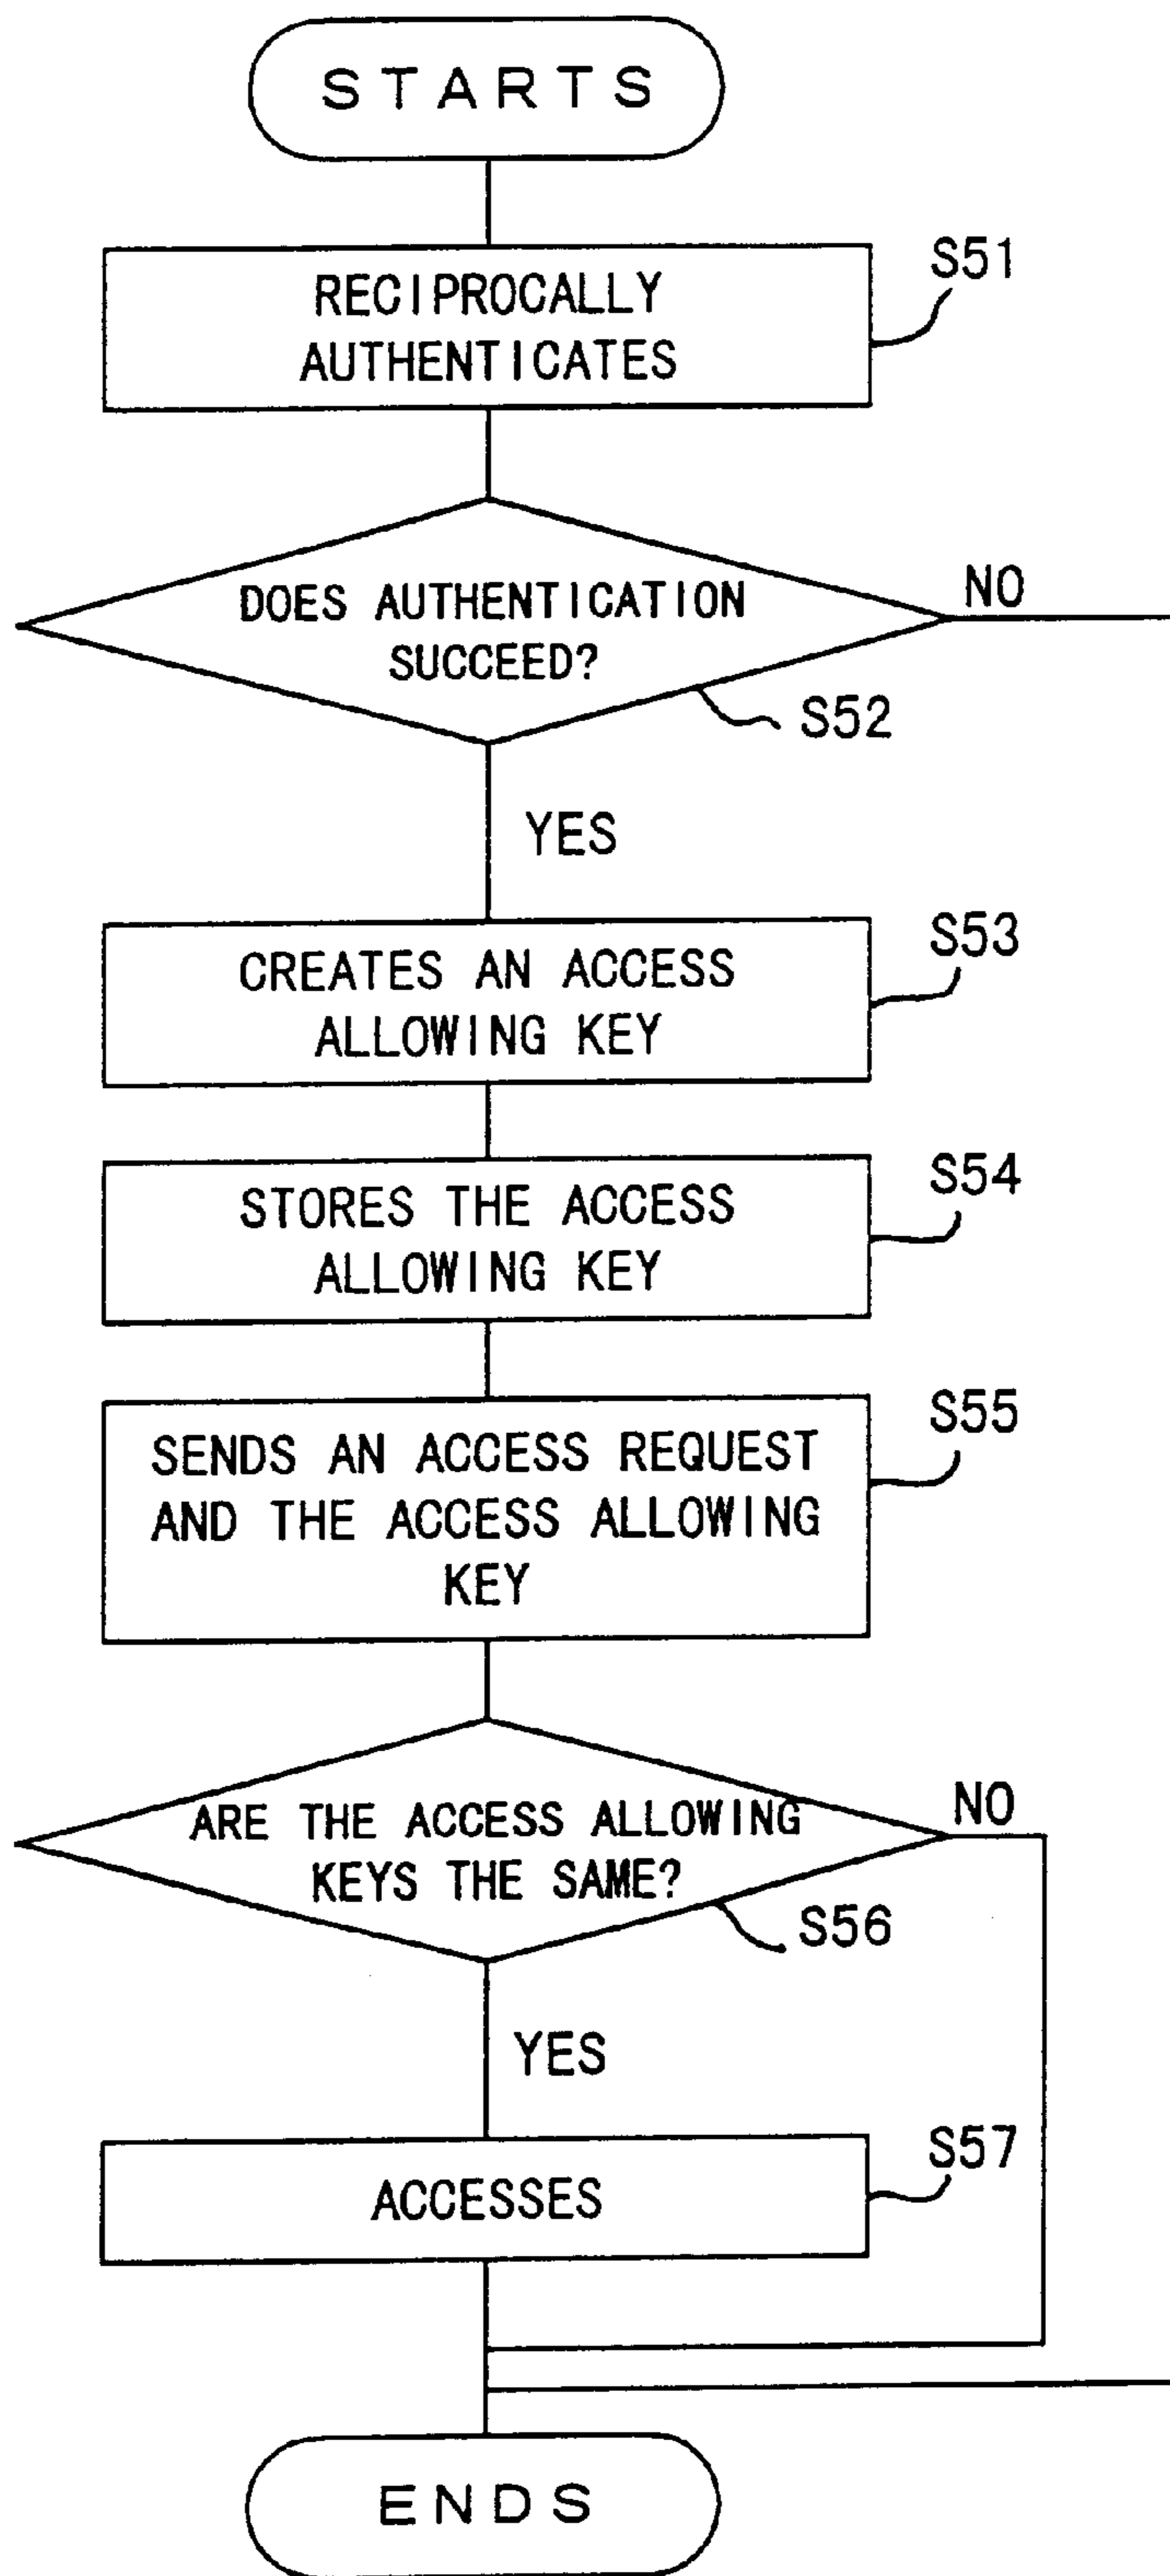 STARTS
RECIPROCALLY
AUTHENTICATES
S51
DOES AUTHENTICATION
SUCCEED?
NO
S52
YES
CREATES AN ACCESS
ALLOWING KEY
S53
STORES THE ACCESS
ALLOWING KEY
S54
SENDS AN ACCESS REQUEST
AND THE ACCESS ALLOWING
KEY
S55
ARE THE ACCESS ALLOWING
KEYS THE SAME?
NO
S56
YES
ACCESSES
S57
ENDS